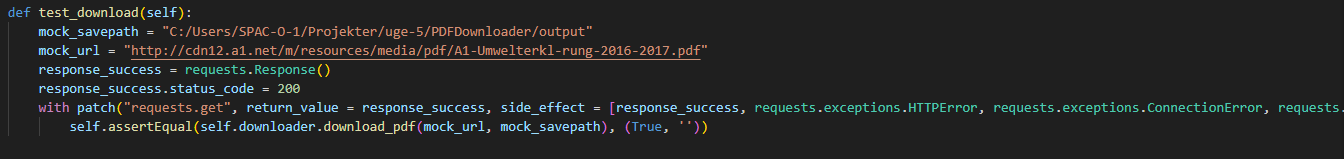 def test_download(self):
    mock_savepath = "C:/Users/SPAC-O-1/Projekter/uge-5/PDFDownloader/output"
    mock_url = "http://cdn12.a1.net/m/resources/media/pdf/A1-Umwelterkl-rung-2016-2017.pdf"
    response_success = requests.Response()
    response_success.status_code = 200
    with patch("requests.get", return_value = response_success, side_effect = [response_success, requests.exceptions.HTTPError, requests.exceptions.ConnectionError, requests.
        self.assertEqual(self.downloader.download_pdf(mock_url, mock_savepath), (True, ''))